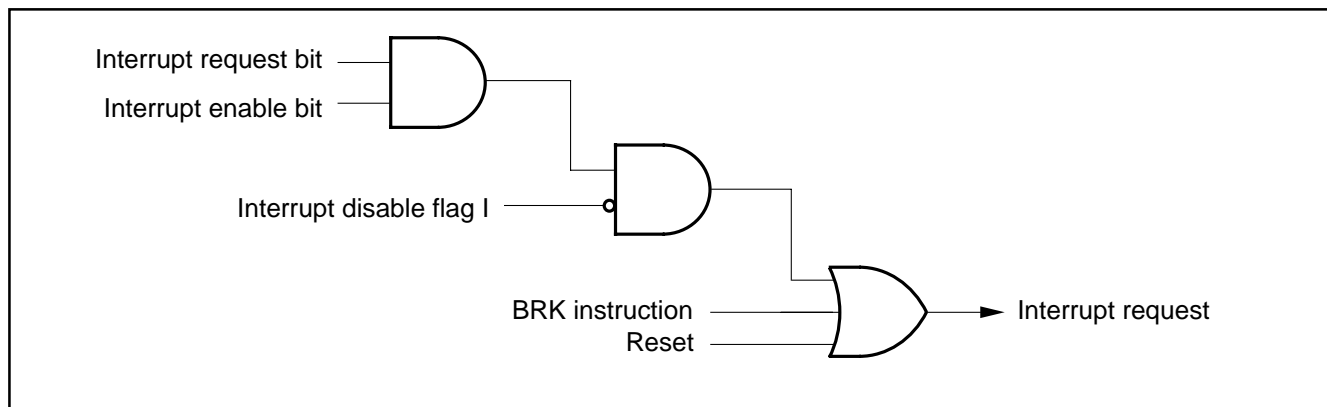 Interrupt request bit
Interrupt enable bit
Interrupt disable flag I
BRK instruction
Reset
Interrupt request